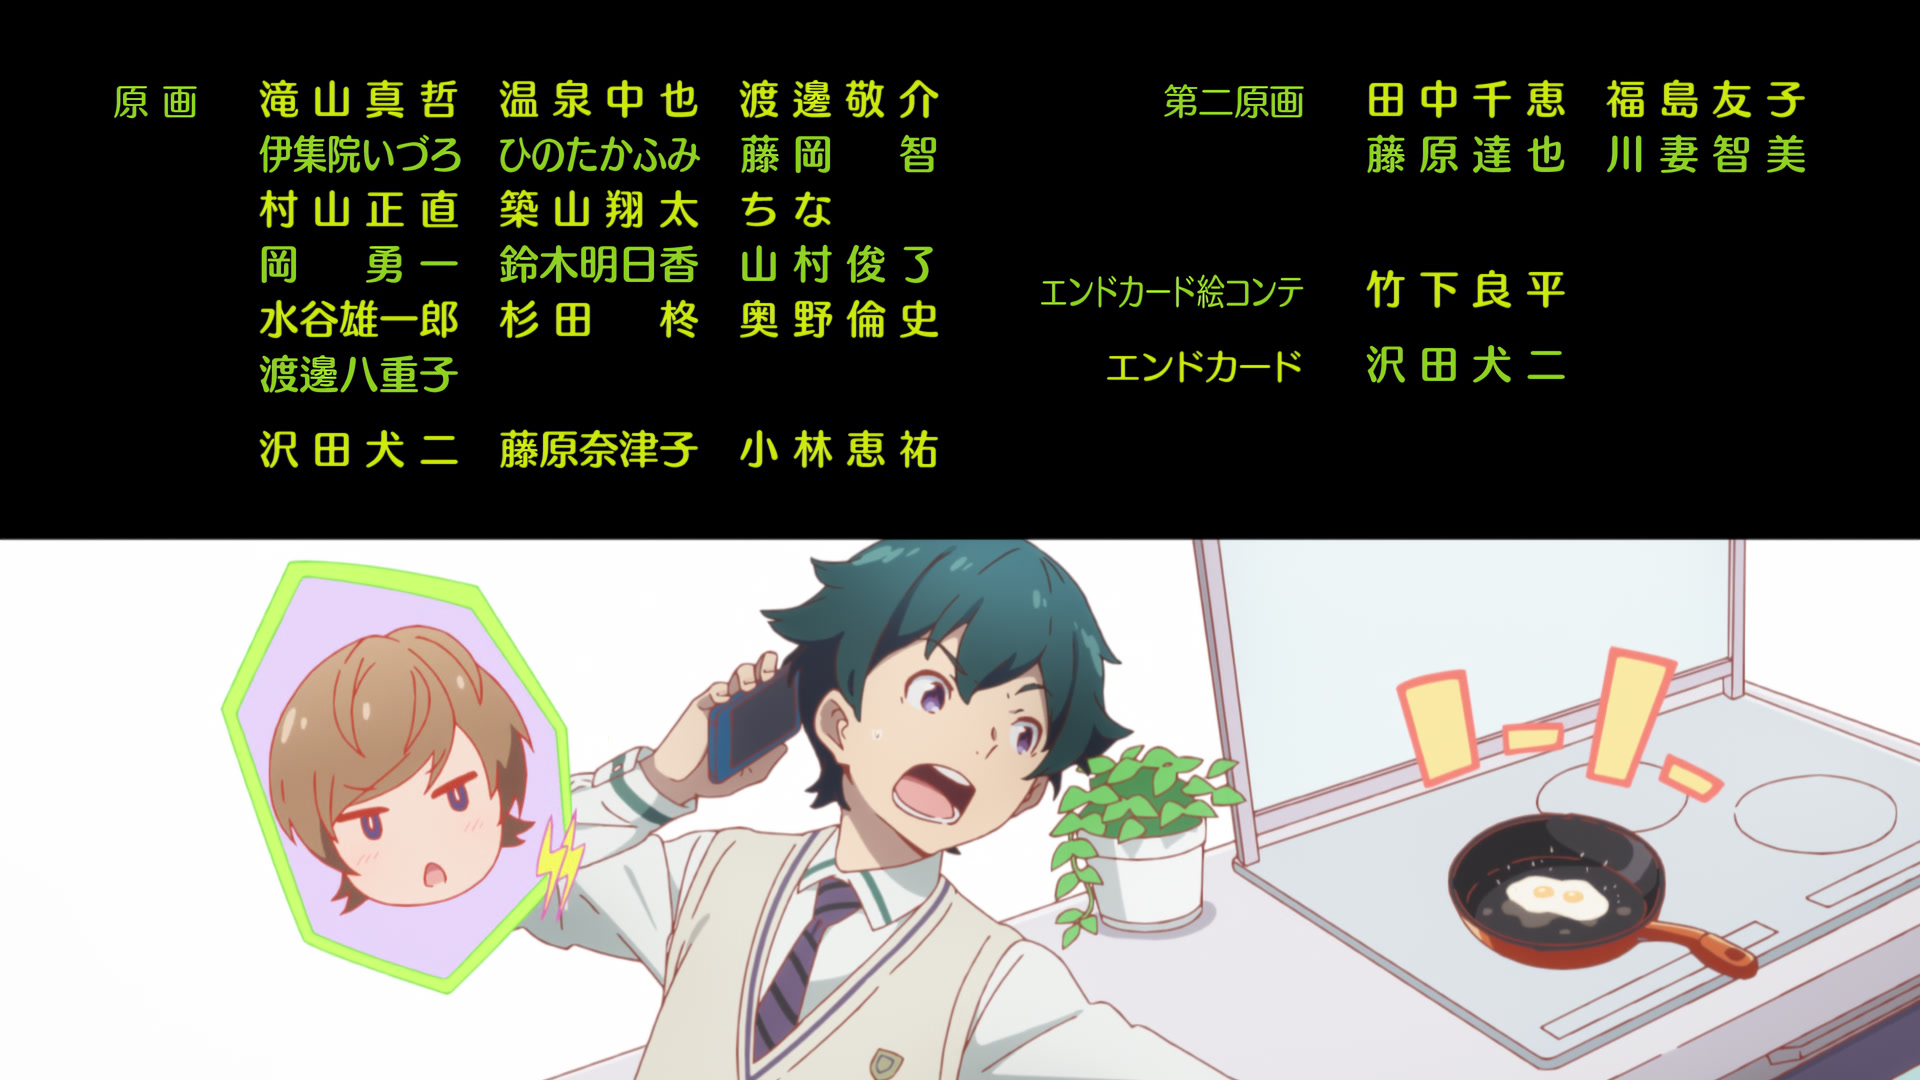 原画 滝山真哲 温泉中也 渡邊敬介
伊集院いづろ ひのたかふみ 藤岡 智
村山正直 築山翔太 ちな
岡 勇一 鈴木明日香 山村俊了
水谷雄一郎 杉田 柊 奥野倫史
渡邊八重子
沢田犬二 藤原奈津子 小林恵祐
第二原画 田中千恵 福島友子
藤原達也 川妻智美
エンドカード絵コンテ 竹下良平
エンドカード 沢田犬二